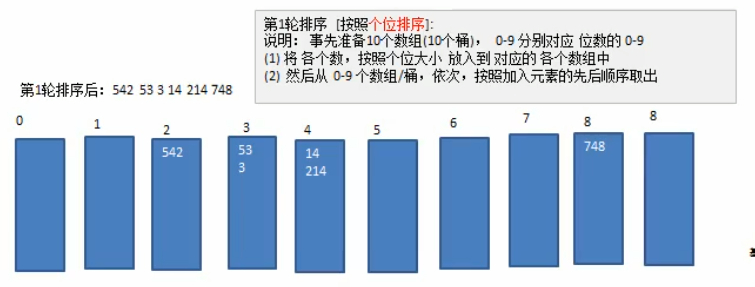 第1轮排序 [按照个位排序]:
说明： 事先准备10个数组(10个桶)， 0-9 分别对应 位数的 0-9
(1) 将 各个数，按照个位大小 放入到 对应的 各个数组中
(2) 然后从 0-9 个数组/桶，依次，按照加入元素的先后顺序取出
第1轮排序后：542 53 3 14 214 748
0 1 2 3 4 5 6 7 8 8
542 53 14 748
3 214